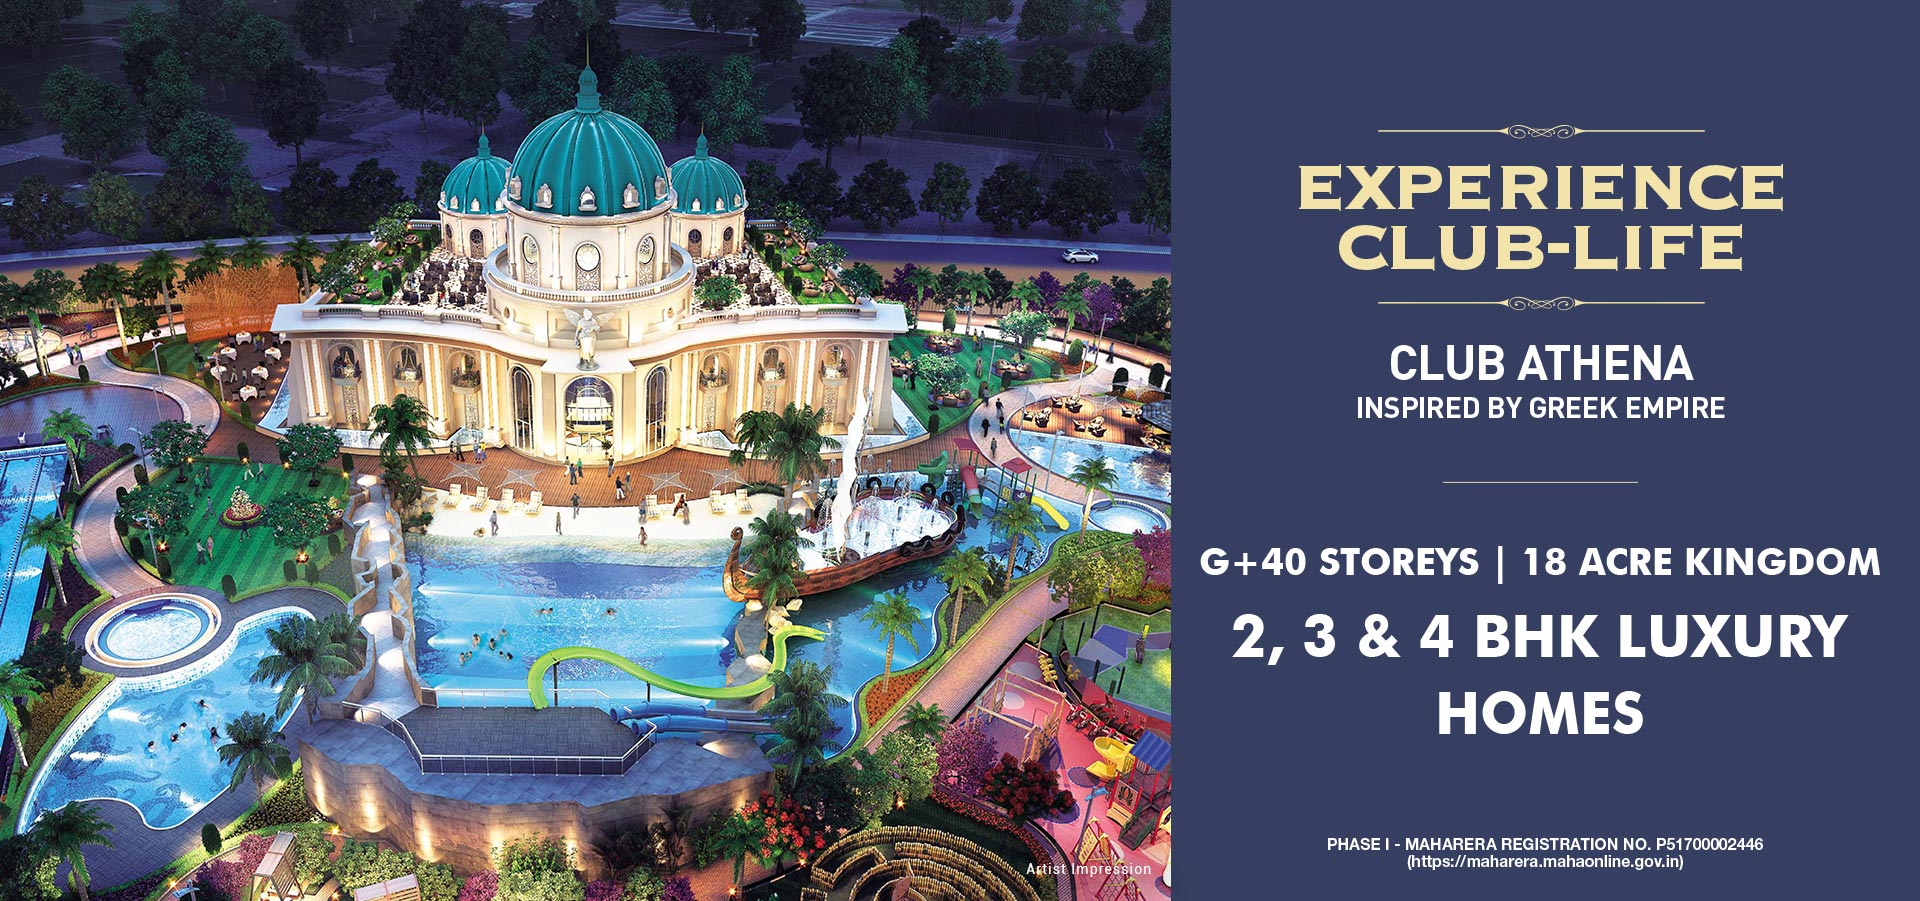 EXPERIENCE
CLUB-LIFE
CLUB ATHENA
INSPIRED BY GREEK EMPIRE
G+40 STOREYS | 18 ACRE KINGDOM
2, 3 & 4 BHK LUXURY
HOMES
PHASE I - MAHARERA REGISTRATION NO. P51700002446
(https://maharera.mahaonline.gov.in)
Artist Impression